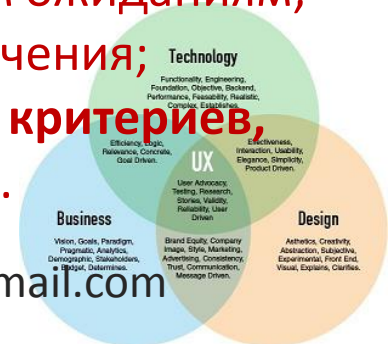 ожиданиям,
чения;
критериев,
.
mail.com
Technology
Functionality, Engineering,
Foundation, Objective, Backend,
Performance, Feasability, Realistic,
Complex, Establishes.
Efficiency, Logic,
Relevance, Concrete,
Goal Driven.
Effectiveness,
Interaction, Usability,
Elegance, Simplicity,
Product Driven.
UX
User Advocacy,
Testing, Research,
Stories, Validity,
Reliability, User
Driven
Business
Vision, Goals, Paradigm,
Pragmatic, Analytics,
Demographic, Stakeholders,
Budget, Determines.
Brand Equity, Company
Image, Style, Marketing,
Advertising, Consistency,
Trust, Communication,
Message Driven.
Design
Asthetics, Creativity,
Abstraction, Subjective,
Experimental, Front End,
Visual, Explains, Clarifies.